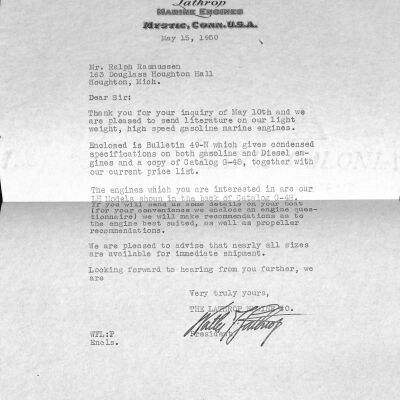 Lathrop
MARINE ENGINES
MYSTIC, CONN. U.S.A.
May 15, 1950
Mr. Ralph Rasmussen
163 Douglass Houghton Hall
Houghton, Mich.
Dear Sir:
Thank you for your inquiry of May 10th and we
are pleased to send literature on our light
weight, high speed gasoline marine engines.
Enclosed is Bulletin 49-N which gives condensed
specifications on both gasoline and Diesel en-
gines and a copy of Catalog G-48, together with
our current price list.
The engines which you are interested in are our
LH Models shown in the back of Catalog G-48.
If you will send us some details on your boat
(for your convenience we enclose an engine ques-
tionnaire) we will make recommendations as to
the engine best suited, as well as propeller
recommendations.
We are pleased to advise that nearly all sizes
are available for immediate shipment.
Looking forward to hearing from you further, we
are
Very truly yours,
THE LATHROP ENGINE CO.
Lathrop
President
WFL:P
Encls.